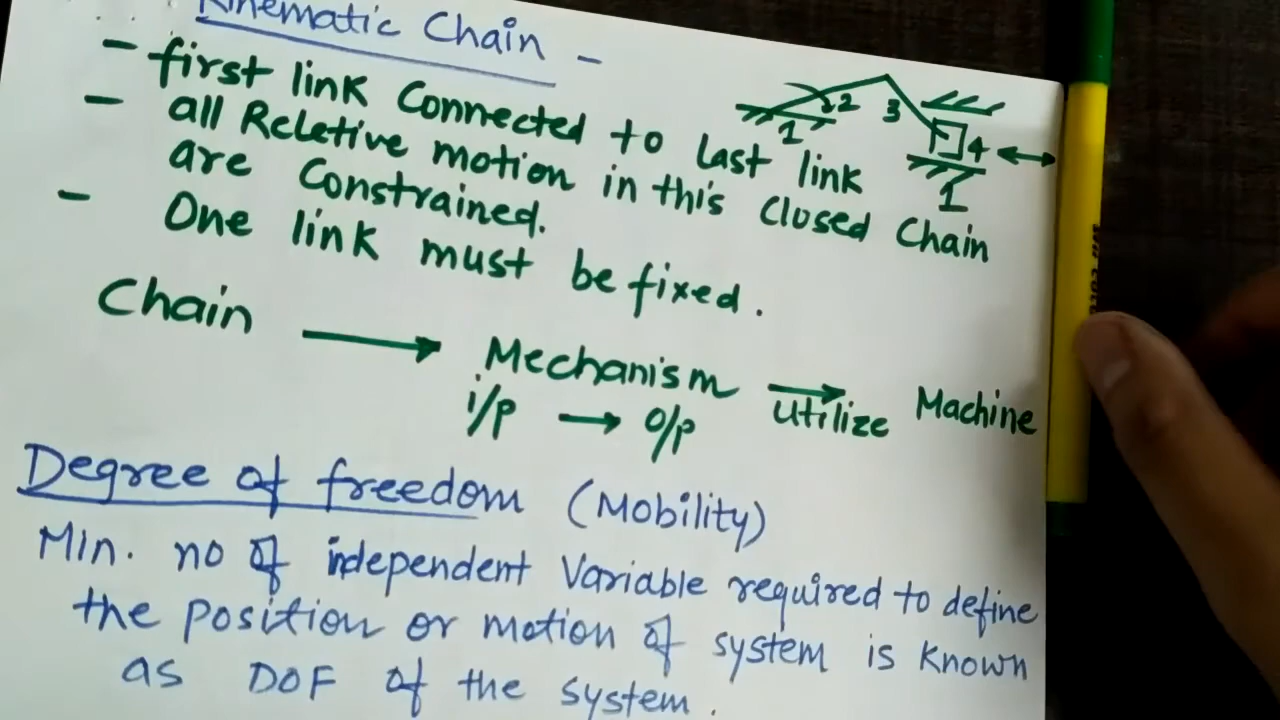 Kinematic Chain -
- first link Connected to last link
- all Reletive motion in this Closed Chain
are Constrained.
- One link must be fixed.
1 2 3 4
1
Chain → Mechanism → Machine
i/p → o/p utilize
Degree of freedom (Mobility)
Min. no of independent Variable required to define
the position or motion of system is known
as DOF of the system.